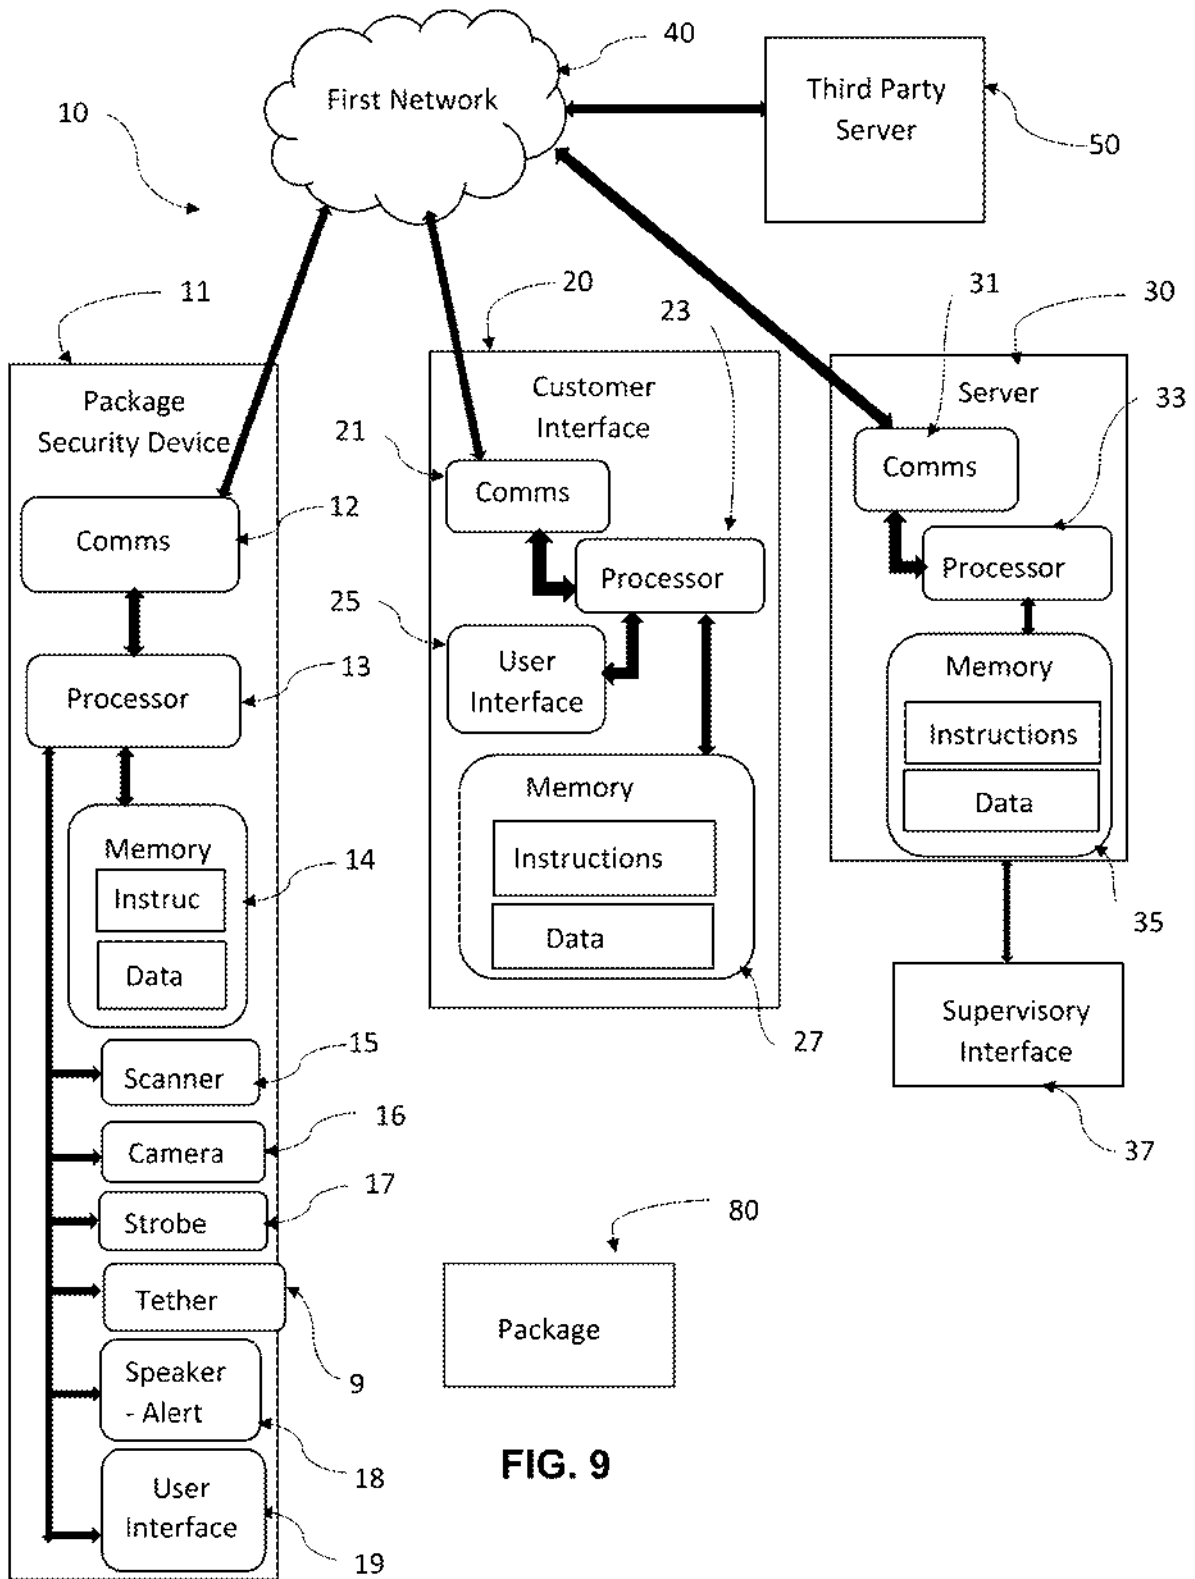 40
First Network
Third Party
Server
10
50
11
20
31
30
23
Package
Security Device
Customer
Interface
Server
33
21
Comms
Comms
12
Comms
Processor
Processor
25
User
Interface
13
Processor
Memory
Instructions
Data
Memory
Instructions
Data
Memory
14
Instruc
Data
35
27
Supervisory
Interface
15
Scanner
16
Camera
37
17
Strobe
80
Tether
Package
9
Speaker
- Alert
18
FIG. 9
User
Interface
19